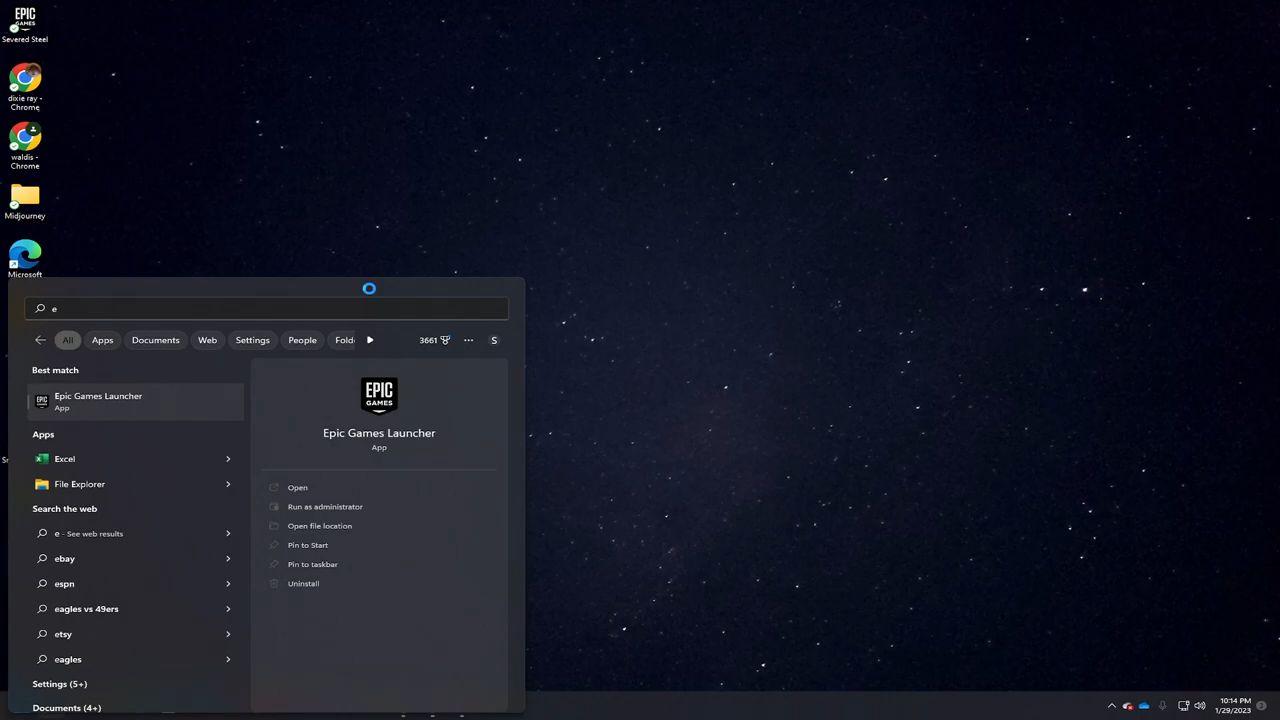 EPIC
GAMES
Severed Steel
dixie ray -
Chrome
waldis -
Chrome
Midjourney
Microsoft
e
All
Apps
Documents
Web
Settings
People
Folde
3661
S
Best match
Epic Games Launcher
App
Apps
Excel
File Explorer
Search the web
e - See web results
ebay
espn
eagles vs 49ers
etsy
eagles
Settings (5+)
Documents (4+)
EPIC
GAMES
Epic Games Launcher
App
Open
Run as administrator
Open file location
Pin to Start
Pin to taskbar
Uninstall
10:14 PM
1/29/2023